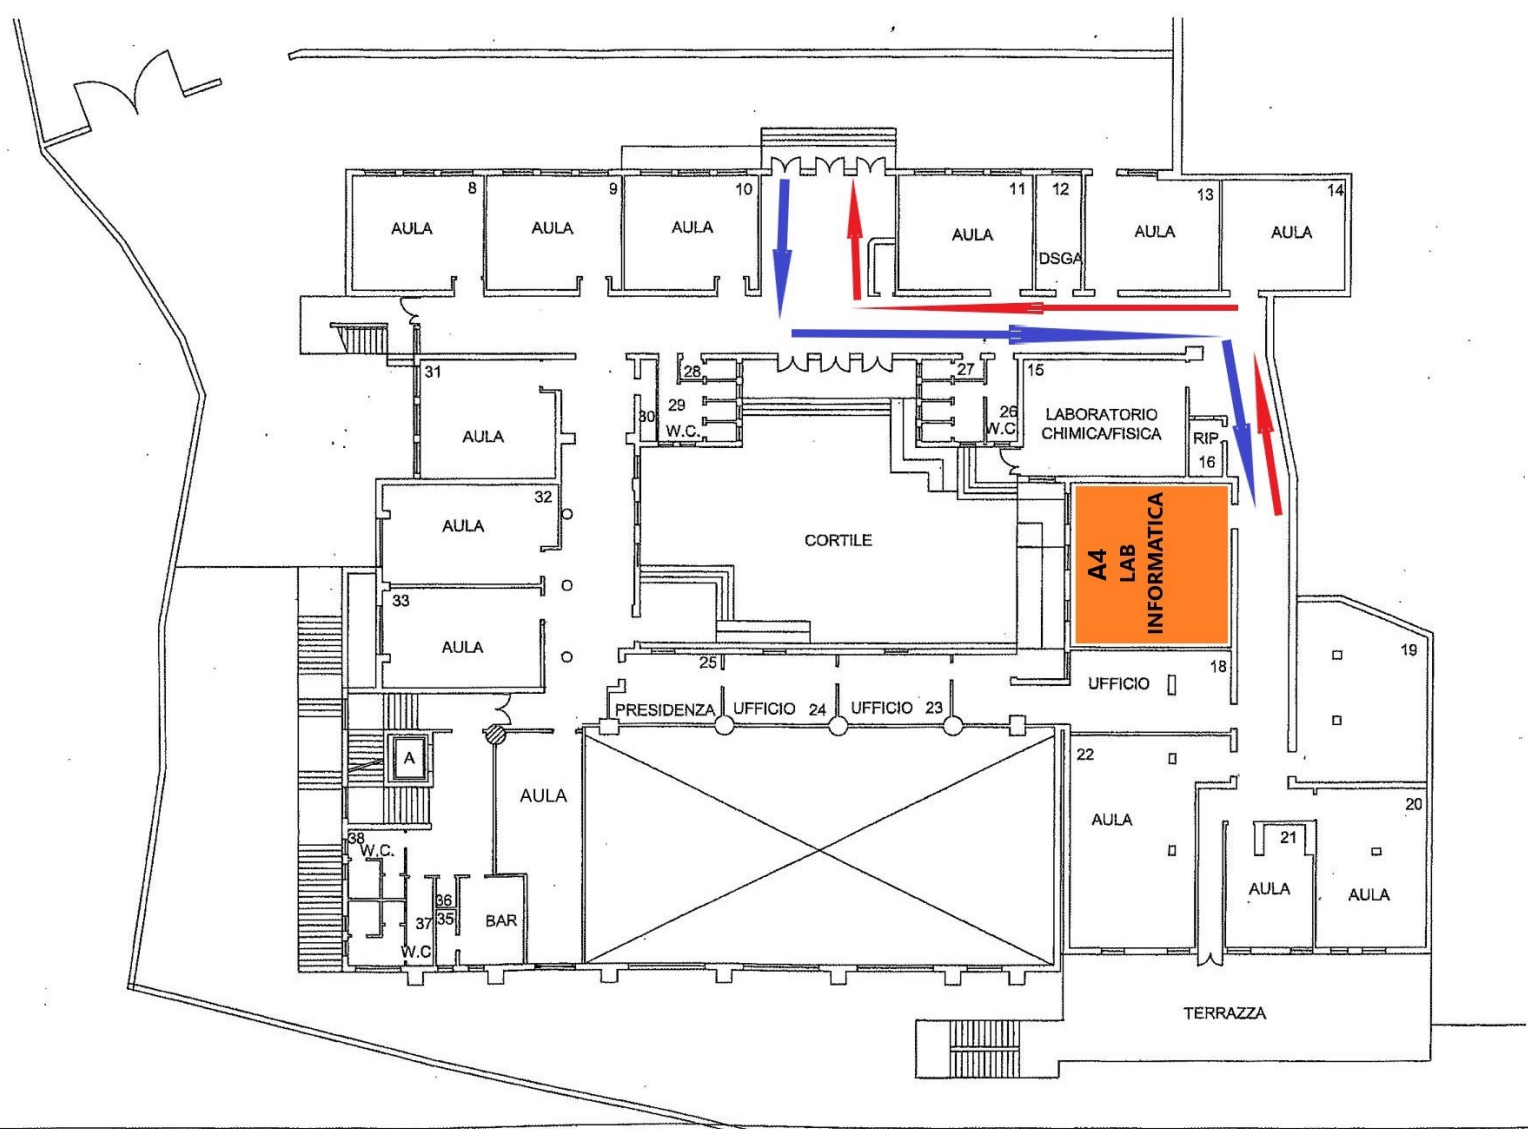 8
9
10
11
12
13
14
AULA
AULA
AULA
AULA
DSGA
AULA
AULA
31
28
27
15
30
29
W.C.
26
W.C.
LABORATORIO
CHIMICA/FISICA
RIP
16
AULA
32
AULA
CORTILE
A4
LAB
INFORMATICA
33
AULA
25
18
19
PRESIDENZA
UFFICIO 24
UFFICIO 23
UFFICIO
A
22
AULA
AULA
20
21
38
W.C.
36
35
37
W.C
BAR
AULA
AULA
TERRAZZA